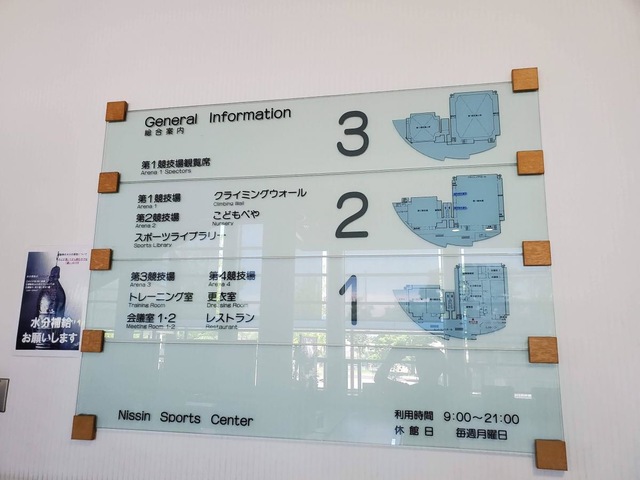 General Information
総合案内
3
第1競技場観覧席
Arena 1 Spectors
2
第1競技場
Arena 1
クライミングウォール
Climbing Wall
第2競技場
Arena 2
こどもべや
Nursery
スポーツライブラリー
Sports Library
1
第3競技場
Arena 3
第4競技場
Arena 4
トレーニング室
Training Room
更衣室
Dressing Room
会議室1・2
Meeting Room 1-2
レストラン
Restaurant
Nissin Sports Center
利用時間 9:00～21:00
休館日 毎週月曜日
水分補給
お願いします